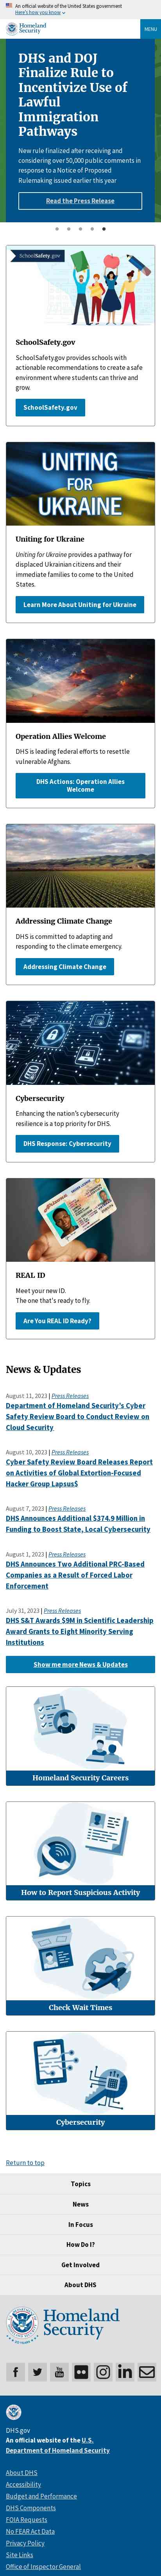 An official website of the United States government
Here's how you know
Homeland
Security
MENU
DHS and DOJ
Finalize Rule to
Incentivize Use of
Lawful
Immigration
Pathways
New rule finalized after reviewing and
considering over 50,000 public comments in
response to a Notice of Proposed
Rulemaking issued earlier this year
Read the Press Release
SchoolSafety.gov
SchoolSafety.gov
SchoolSafety.gov provides schools with
actionable recommendations to create a safe
environment where students can thrive and
grow.
SchoolSafety.gov
UNITING
FOR
UKRAINE
Uniting for Ukraine
Uniting for Ukraine provides a pathway for
displaced Ukrainian citizens and their
immediate families to come to the United
States.
Learn More About Uniting for Ukraine
Operation Allies Welcome
DHS is leading federal efforts to resettle
vulnerable Afghans.
DHS Actions: Operation Allies
Welcome
Addressing Climate Change
DHS is committed to adapting and
responding to the climate emergency.
Addressing Climate Change
Cybersecurity
Enhancing the nation's cybersecurity
resilience is a top priority for DHS.
DHS Response: Cybersecurity
REAL ID
Meet your new ID.
The one that's ready to fly.
Are You REAL ID Ready?
News & Updates
August 11, 2023 | Press Releases
Department of Homeland Security's Cyber
Safety Review Board to Conduct Review on
Cloud Security
August 10, 2023 | Press Releases
Cyber Safety Review Board Releases Report
on Activities of Global Extortion-Focused
Hacker Group Lapsus$
August 7, 2023 | Press Releases
DHS Announces Additional $374.9 Million in
Funding to Boost State, Local Cybersecurity
August 1, 2023 | Press Releases
DHS Announces Two Additional PRC-Based
Companies as a Result of Forced Labor
Enforcement
July 31, 2023 | Press Releases
DHS S&T Awards $9M in Scientific Leadership
Award Grants to Eight Minority Serving
Institutions
Show me more News & Updates
Homeland Security Careers
How to Report Suspicious Activity
Check Wait Times
Cybersecurity
Return to top
Topics
News
In Focus
How Do I?
Get Involved
About DHS
Homeland
Security
DHS.gov
An official website of the U.S.
Department of Homeland Security
About DHS
Accessibility
Budget and Performance
DHS Components
FOIA Requests
No FEAR Act Data
Privacy Policy
Site Links
Office of Inspector General